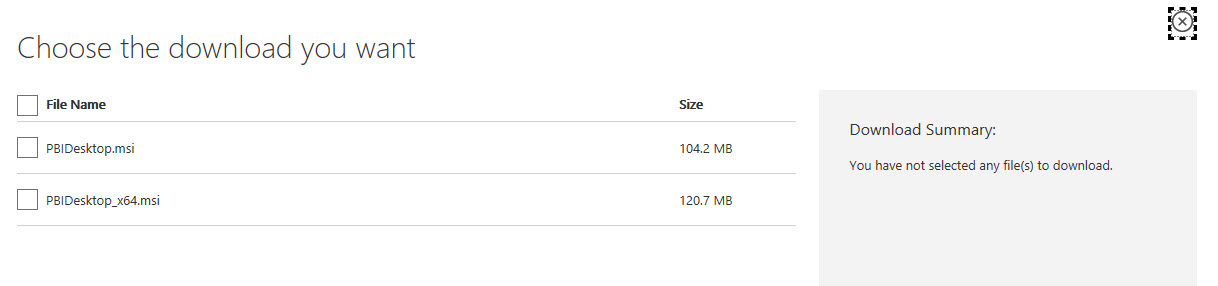 Choose the download you want
File Name Size
PBIDesktop.msi 104.2 MB
PBIDesktop_x64.msi 120.7 MB
Download Summary:
You have not selected any file(s) to download.